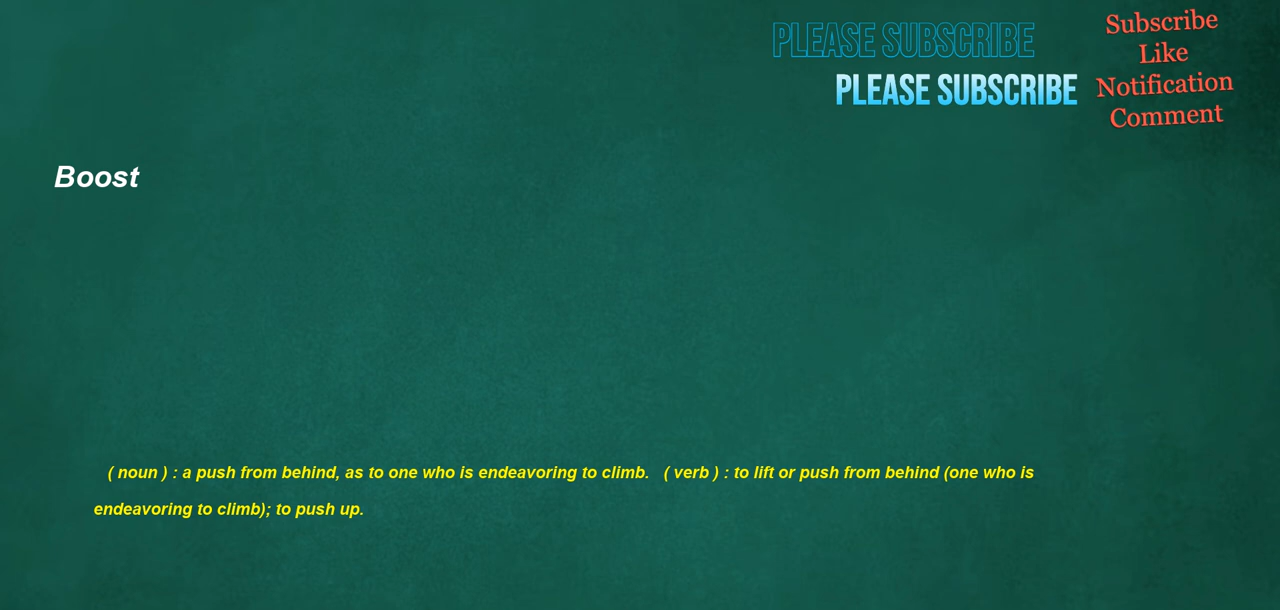 PLEASE SUBSCRIBE
PLEASE SUBSCRIBE
Subscribe
Like
Notification
Comment
Boost
( noun ) : a push from behind, as to one who is endeavoring to climb.   ( verb ) : to lift or push from behind (one who is
endeavoring to climb); to push up.